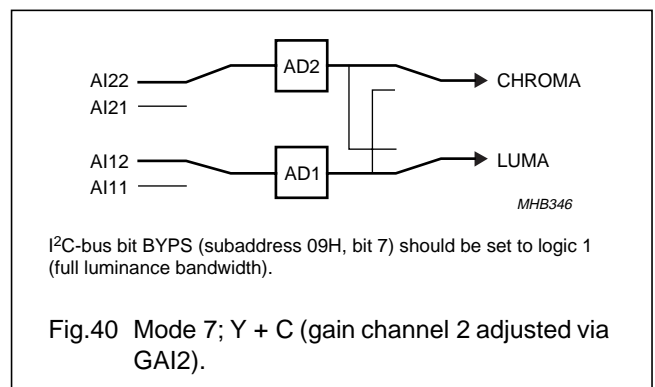 AI22
AI21
AD2
CHROMA
AI12
AI11
AD1
LUMA
MHB346
I²C-bus bit BYPS (subaddress 09H, bit 7) should be set to logic 1
(full luminance bandwidth).
Fig.40 Mode 7; Y + C (gain channel 2 adjusted via
GAI2).